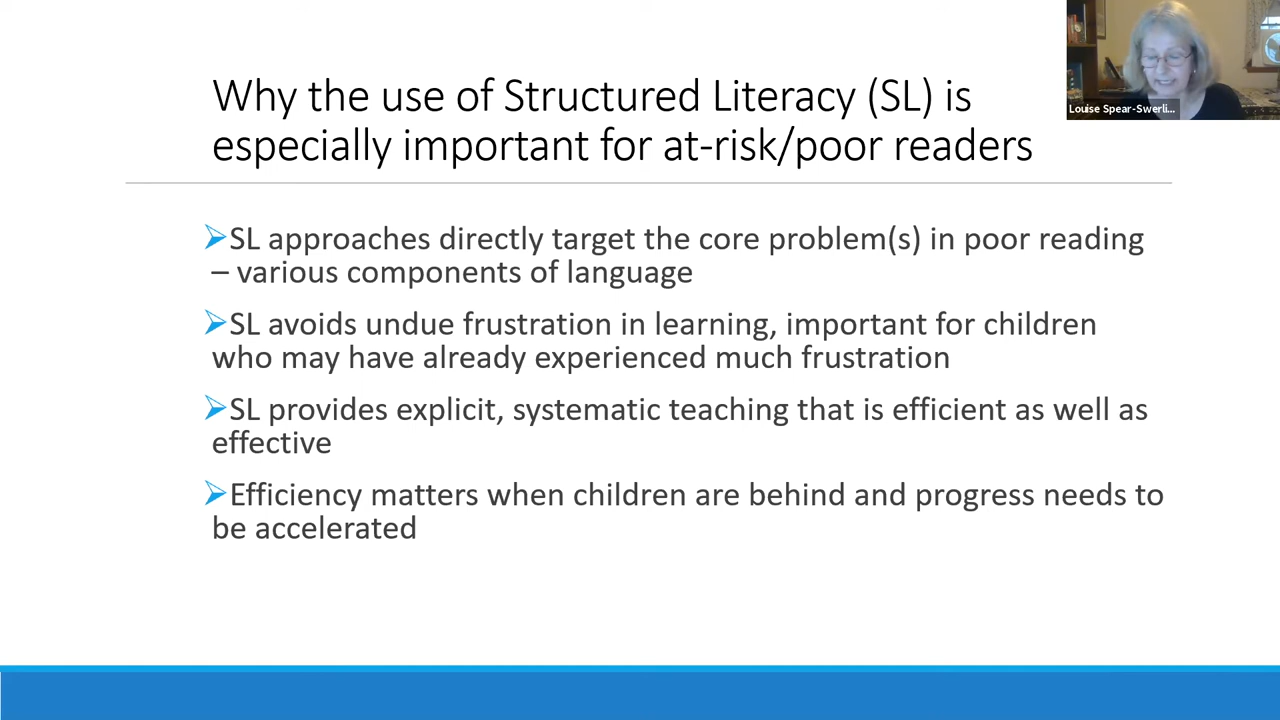 Why the use of Structured Literacy (SL) is
especially important for at-risk/poor readers
Louise Spear-Swerli...
➢SL approaches directly target the core problem(s) in poor reading
– various components of language
➢SL avoids undue frustration in learning, important for children
who may have already experienced much frustration
➢SL provides explicit, systematic teaching that is efficient as well as
effective
➢Efficiency matters when children are behind and progress needs to
be accelerated